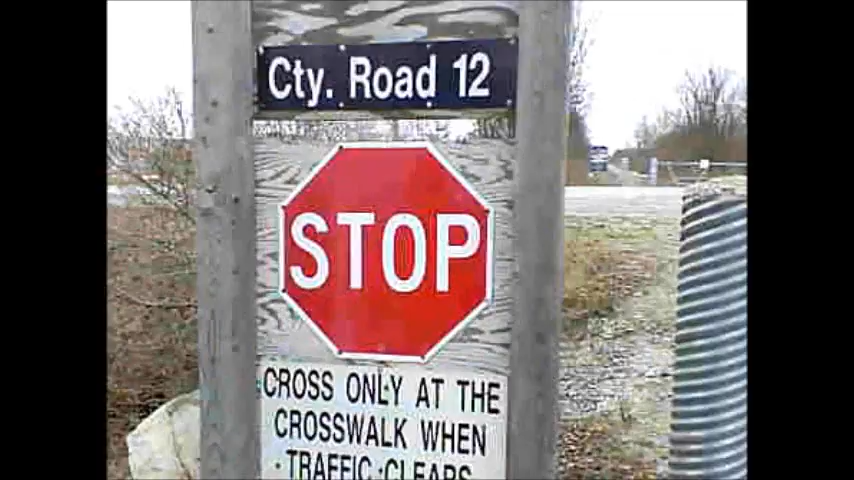 Cty. Road 12
STOP
CROSS ONLY AT THE
CROSSWALK WHEN
TRAFFIC CLEARS